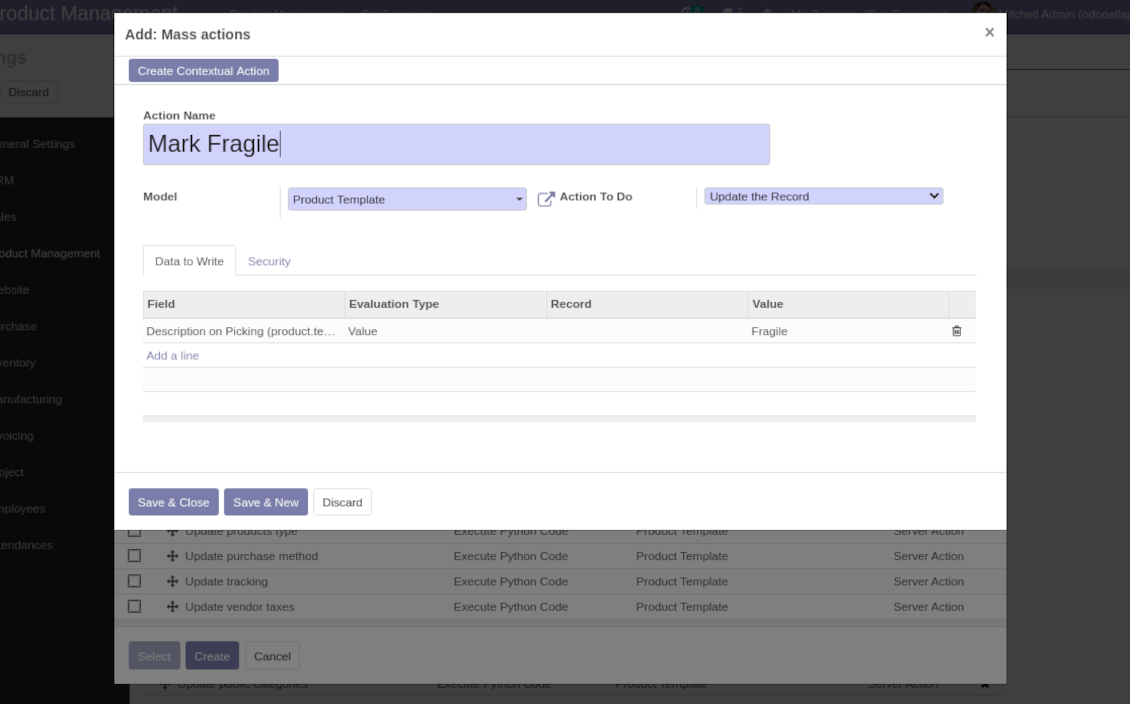 roduct Management
Mitchell Admin (odooallap
Add: Mass actions
×
ngs
Create Contextual Action
Discard
Action Name
Mark Fragile
eneral Settings
RM
Model
Product Template
Action To Do
Update the Record
ales
oduct Management
Data to Write
Security
ebsite
Field
Evaluation Type
Record
Value
urchase
Description on Picking (product.te...
Value
Fragile
Add a line
ventory
anufacturing
voicing
oject
Save & Close
Save & New
Discard
mployees
Update products type
Execute Python Code
Product Template
Server Action
tendances
Update purchase method
Execute Python Code
Product Template
Server Action
Update tracking
Execute Python Code
Product Template
Server Action
Update vendor taxes
Execute Python Code
Product Template
Server Action
Select
Create
Cancel
Update public categories
Execute Python Code
Product Template
Server Action